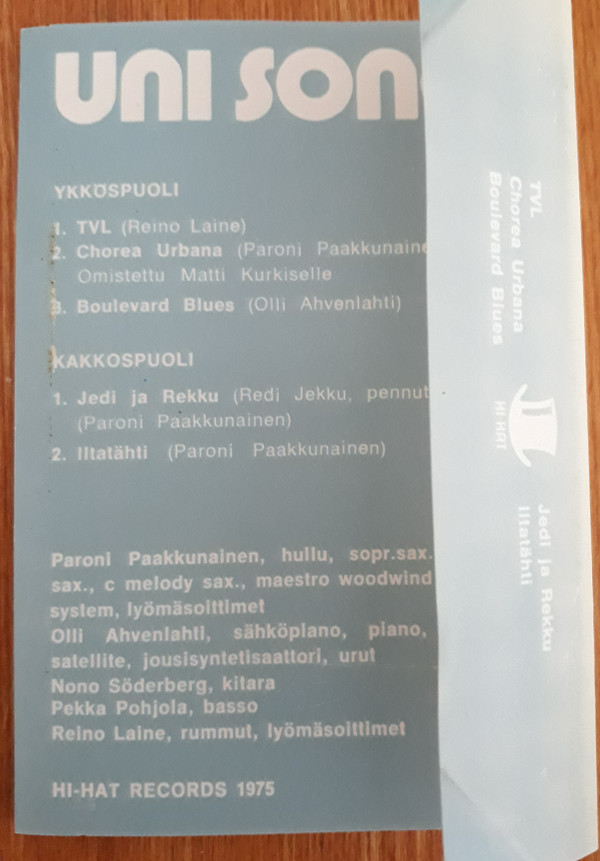 UNI SON
YKKÖSPUOLI
1. TVL (Reino Laine)
2. Chorea Urbana (Paroni Paakkunaine
Omistettu Matti Kurkiselle
3. Boulevard Blues (Olli Ahvenlahti)
KAKKOSPUOLI
1. Jedi ja Rekku (Redi Jekku, pennut
(Paroni Paakkunainen)
2. Iltatähti (Paroni Paakkunainen)
Paroni Paakkunainen, huilu, sopr.sax.
sax., c melody sax., maestro woodwind
system, lyömäsoittimet
Olli Ahvenlahti, sähköpiano, piano,
satellite, jousisyntetisaattori, urut
Nono Söderberg, kitara
Pekka Pohjola, basso
Reino Laine, rummut, lyömäsoittimet
HI-HAT RECORDS 1975
TVL
Chorea Urbana
Boulevard Blues
HI HAT
Jedi ja Rekku
Iltatähti